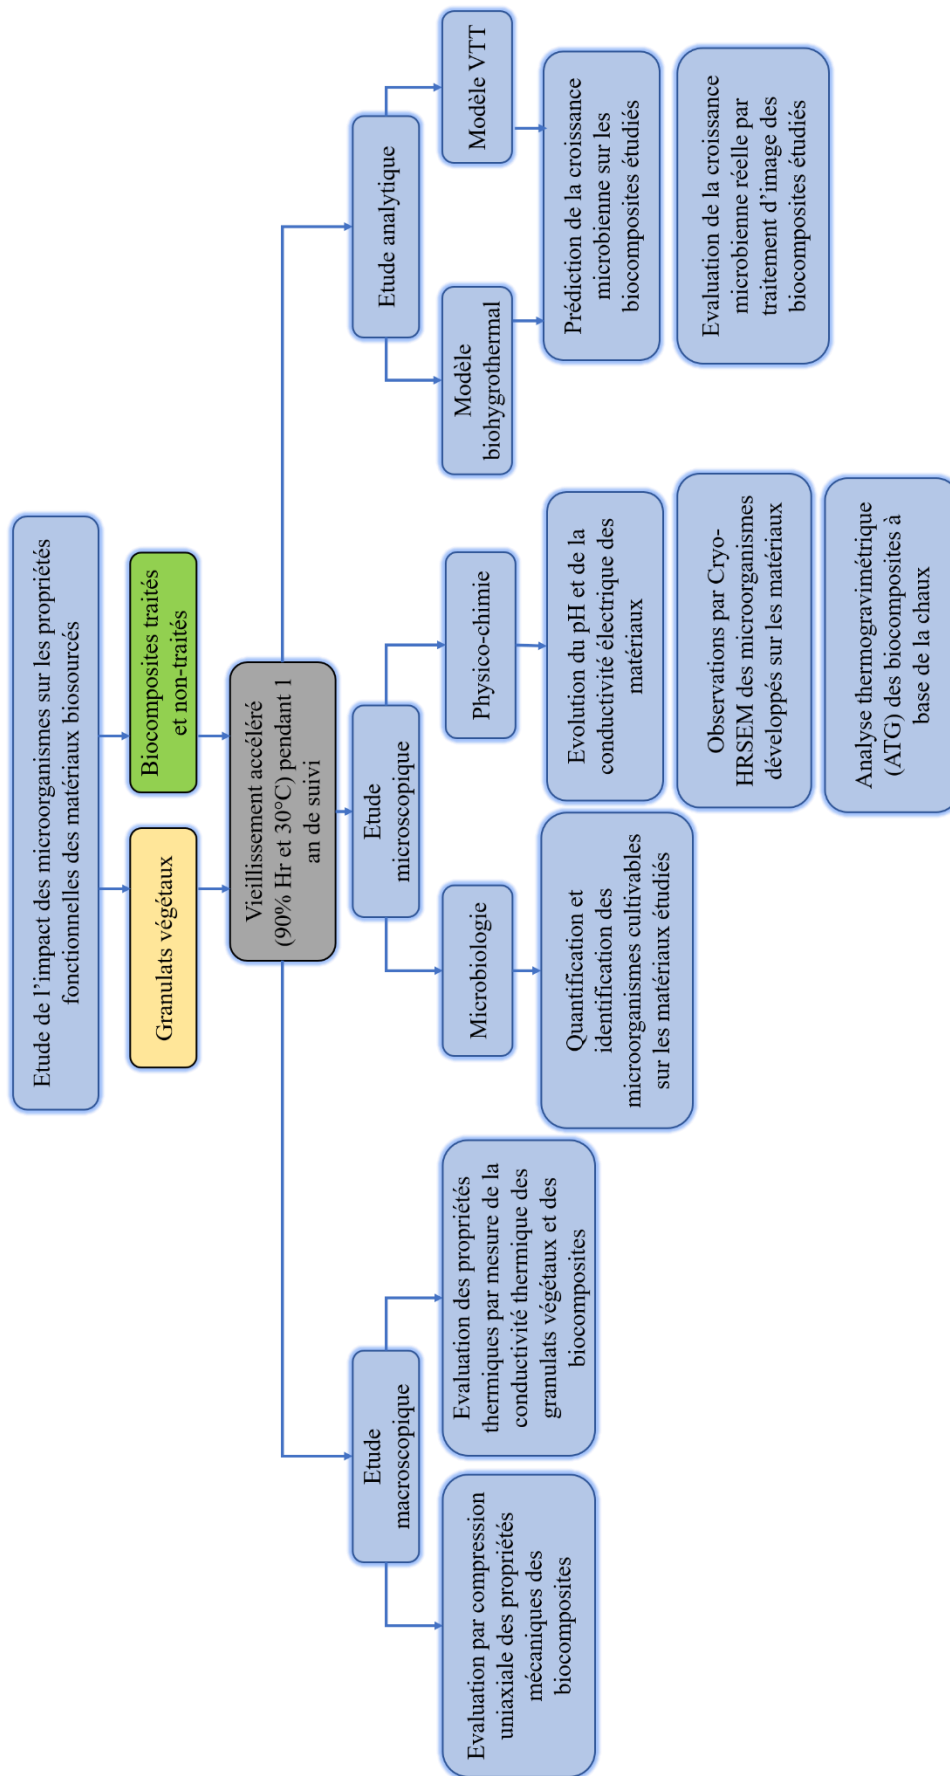 Etude de l’impact des microorganismes sur les propriétés
fonctionnelles des matériaux biosourcés
Granulats végétaux
Biocomposites traités
et non-traités
Vieillissement accéléré
(90% Hr et 30°C) pendant 1
an de suivi
Etude
macroscopique
Etude
microscopique
Etude analytique
Evaluation par compression
uniaxiale des propriétés
mécaniques des
biocomposites
Evaluation des propriétés
thermiques par mesure de la
conductivité thermique des
granulats végétaux et des
biocomposites
Microbiologie
Physico-chimie
Modèle
biohygrothermal
Modèle VTT
Quantification et
identification des
microorganismes cultivables
sur les matériaux étudiés
Evolution du pH et de la
conductivité électrique des
matériaux
Prédiction de la croissance
microbienne sur les
biocomposites étudiés
Observations par Cryo-
HRSEM des microorganismes
développés sur les matériaux
Evaluation de la croissance
microbienne réelle par
traitement d’image des
biocomposites étudiés
Analyse thermogravimétrique
(ATG) des biocomposites à
base de la chaux